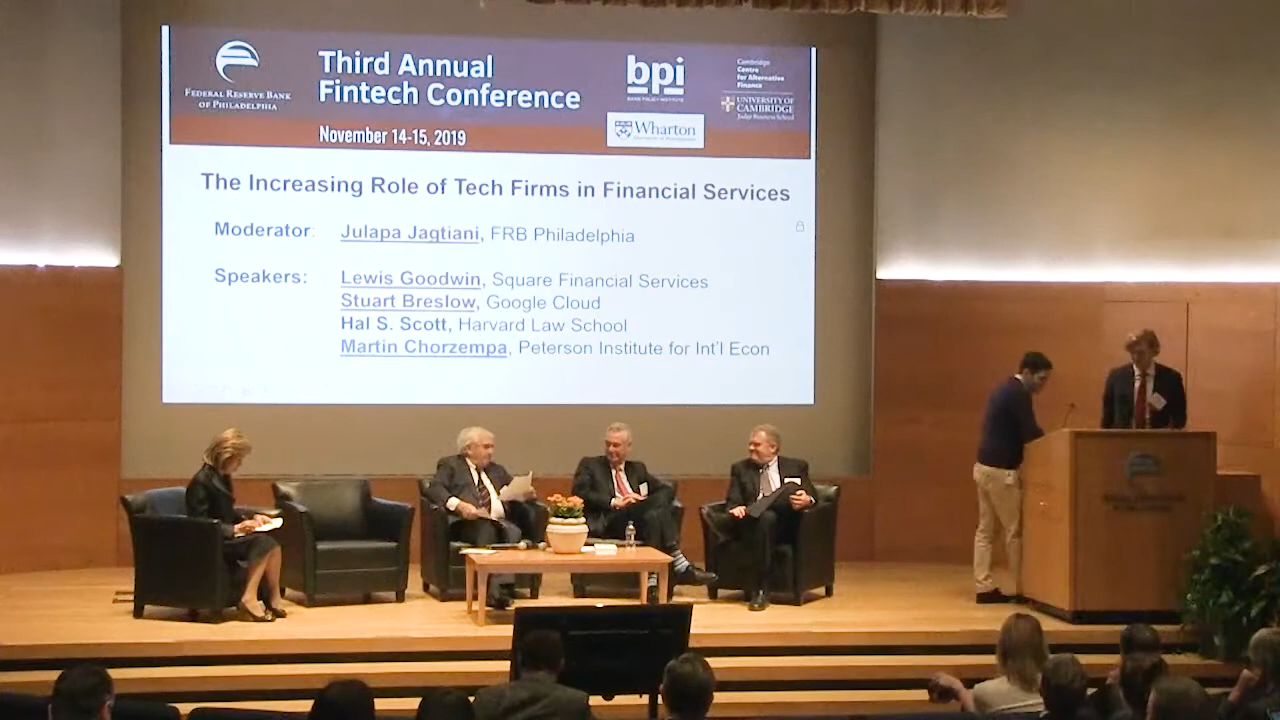 FEDERAL RESERVE BANK
OF PHILADELPHIA
Third Annual
Fintech Conference
November 14-15, 2019
bpi
BANK POLICY INSTITUTE
Cambridge
Centre
for Alternative
Finance
UNIVERSITY OF
CAMBRIDGE
Judge Business School
Wharton
The Increasing Role of Tech Firms in Financial Services
Moderator: Julapa Jagtiani, FRB Philadelphia
Speakers: Lewis Goodwin, Square Financial Services
Stuart Breslow, Google Cloud
Hal S. Scott, Harvard Law School
Martin Chorzempa, Peterson Institute for Int'l Econ